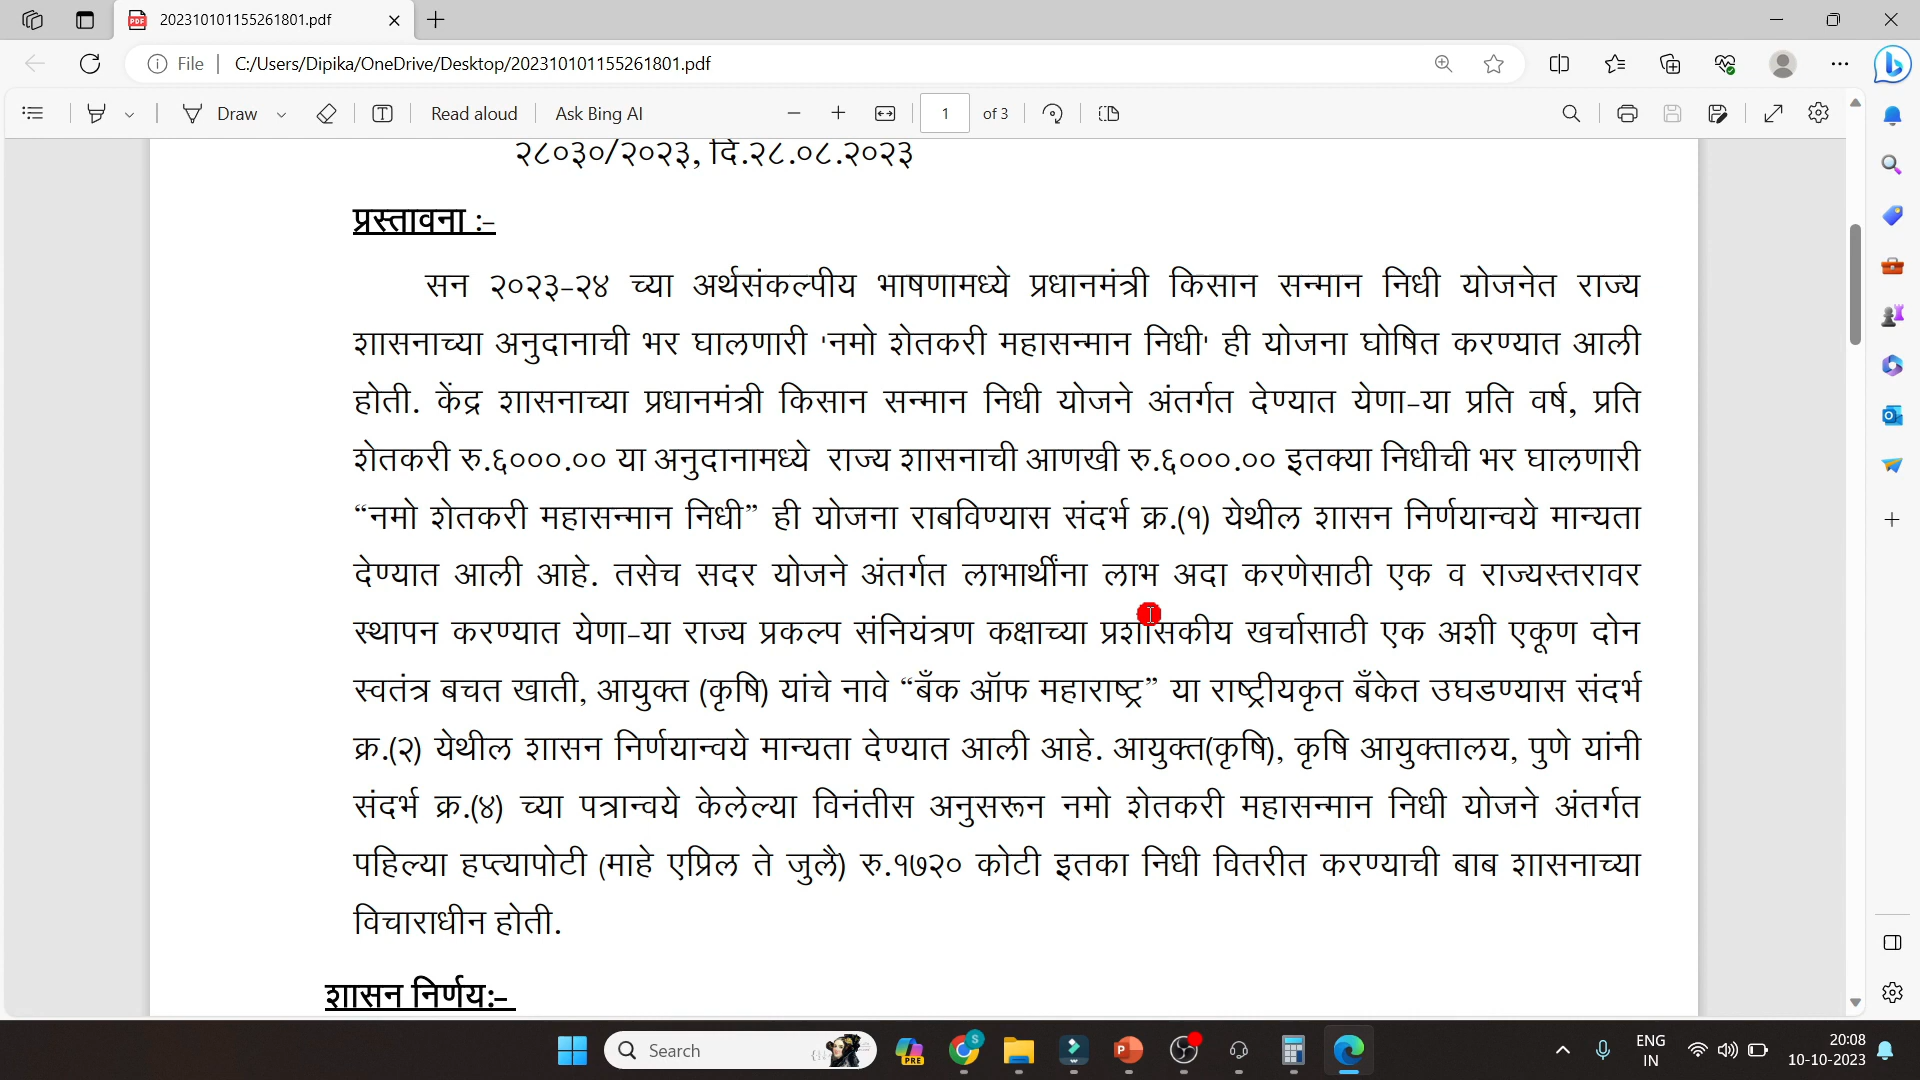 202310101155261801.pdf
File
C:/Users/Dipika/OneDrive/Desktop/202310101155261801.pdf
Draw
Read aloud
Ask Bing AI
1 of 3
२८०३०/२०२३, दि.२८.०८.२०२३
प्रस्तावना :-
सन २०२३-२४ च्या अर्थसंकल्पीय भाषणामध्ये प्रधानमंत्री किसान सन्मान निधी योजनेत राज्य
शासनाच्या अनुदानाची भर घालणारी 'नमो शेतकरी महासन्मान निधी' ही योजना घोषित करण्यात आली
होती. केंद्र शासनाच्या प्रधानमंत्री किसान सन्मान निधी योजने अंतर्गत देण्यात येणा-या प्रति वर्ष, प्रति
शेतकरी रु.६०००.०० या अनुदानामध्ये राज्य शासनाची आणखी रु.६०००.०० इतक्या निधीची भर घालणारी
“नमो शेतकरी महासन्मान निधी” ही योजना राबविण्यास संदर्भ क्र.(१) येथील शासन निर्णयान्वये मान्यता
देण्यात आली आहे. तसेच सदर योजने अंतर्गत लाभार्थींना लाभ अदा करणेसाठी एक व राज्यस्तरावर
स्थापन करण्यात येणा-या राज्य प्रकल्प संनियंत्रण कक्षाच्या प्रशासकीय खर्चासाठी एक अशी एकूण दोन
स्वतंत्र बचत खाती, आयुक्त (कृषि) यांचे नावे “बँक ऑफ महाराष्ट्र” या राष्ट्रीयकृत बँकेत उघडण्यास संदर्भ
क्र.(२) येथील शासन निर्णयान्वये मान्यता देण्यात आली आहे. आयुक्त(कृषि), कृषि आयुक्तालय, पुणे यांनी
संदर्भ क्र.(४) च्या पत्रान्वये केलेल्या विनंतीस अनुसरून नमो शेतकरी महासन्मान निधी योजने अंतर्गत
पहिल्या हप्त्यापोटी (माहे एप्रिल ते जुलै) रु.१७२० कोटी इतका निधी वितरीत करण्याची बाब शासनाच्या
विचाराधीन होती.
शासन निर्णय:-
Search
PRE
ENG
IN
20:08
10-10-2023